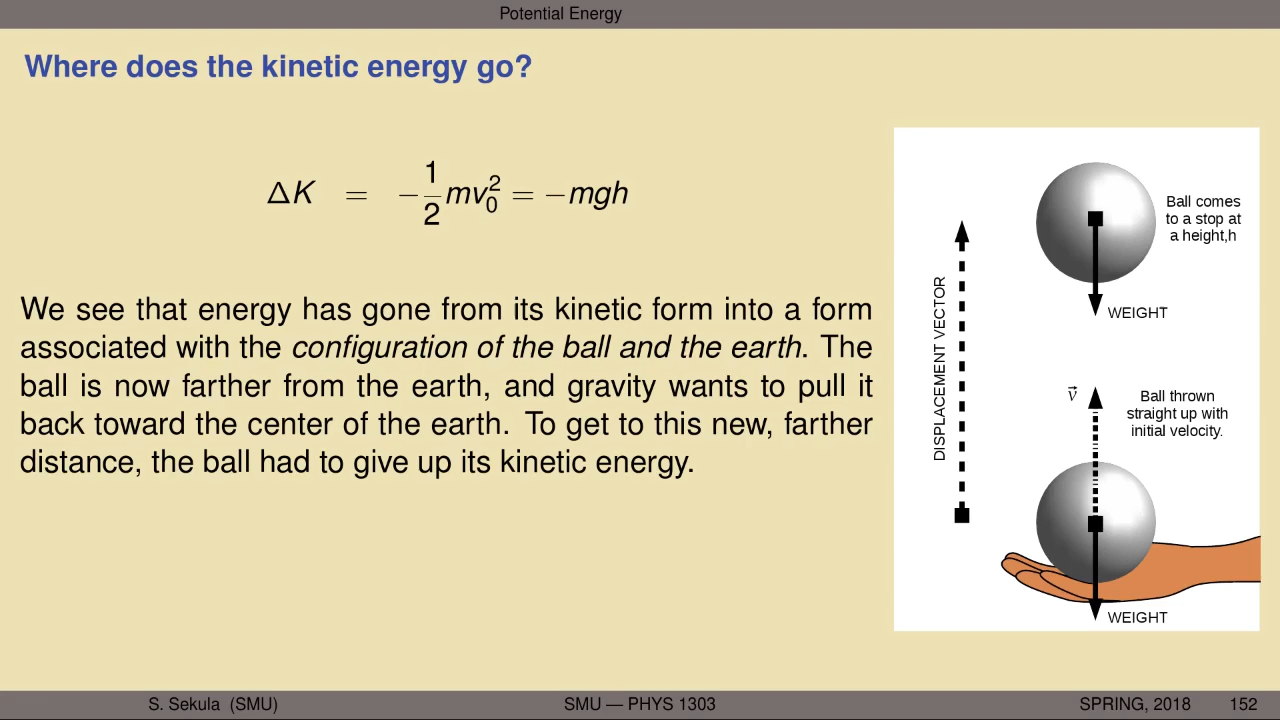 Potential Energy
Where does the kinetic energy go?
ΔK = −1/2 mv₀² = −mgh
We see that energy has gone from its kinetic form into a form
associated with the configuration of the ball and the earth. The
ball is now farther from the earth, and gravity wants to pull it
back toward the center of the earth. To get to this new, farther
distance, the ball had to give up its kinetic energy.
Ball comes
to a stop at
a height,h
WEIGHT
DISPLACEMENT VECTOR
v⃗
Ball thrown
straight up with
initial velocity.
WEIGHT
S. Sekula (SMU)
SMU — PHYS 1303
SPRING, 2018
152